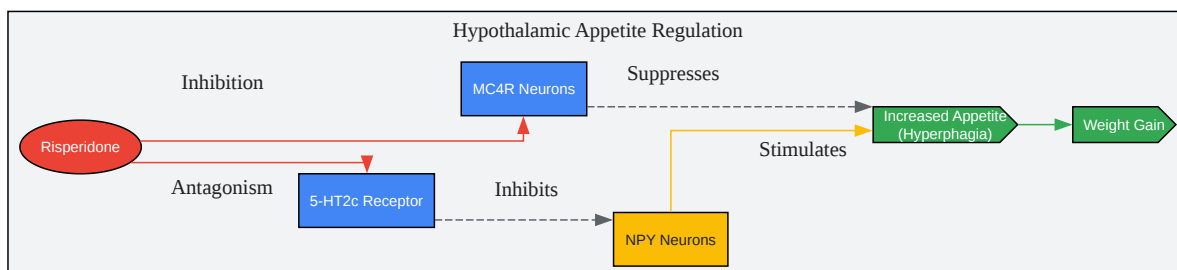 Hypothalamic Appetite Regulation
Suppresses
Inhibition
MC4R Neurons
Increased Appetite
(Hyperphagia)
Weight Gain
Risperidone
Stimulates
Antagonism
Inhibits
5-HT2c Receptor
NPY Neurons